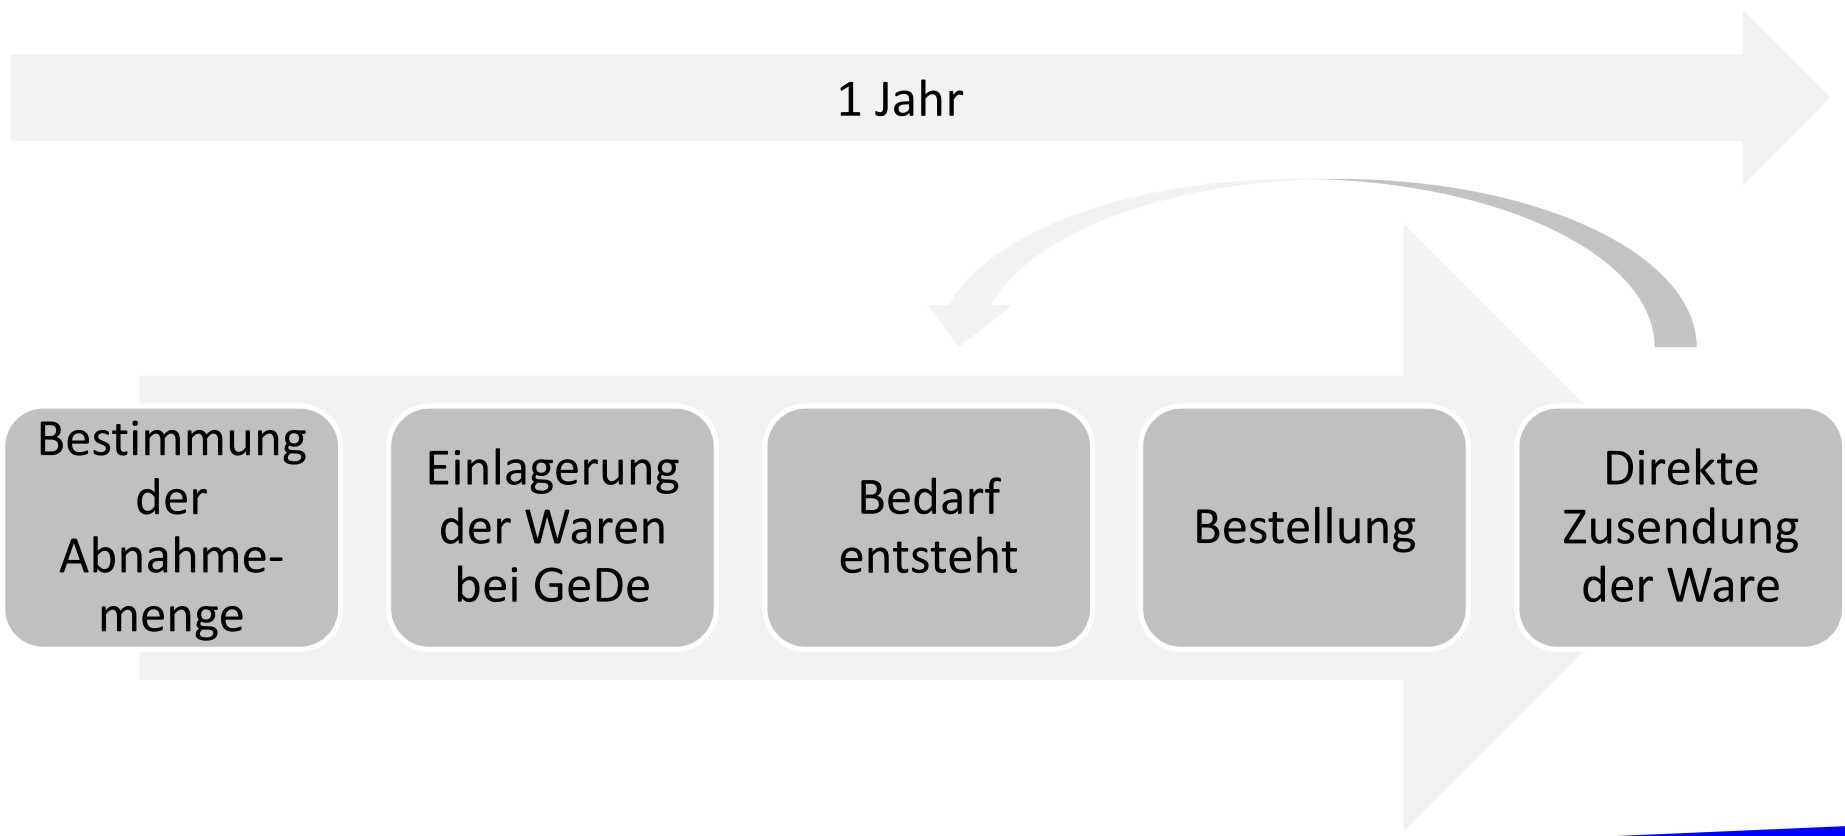 1 Jahr
Bestimmung
der
Abnahme-
menge
Einlagerung
der Waren
bei GeDe
Bedarf
entsteht
Bestellung
Direkte
Zusendung
der Ware